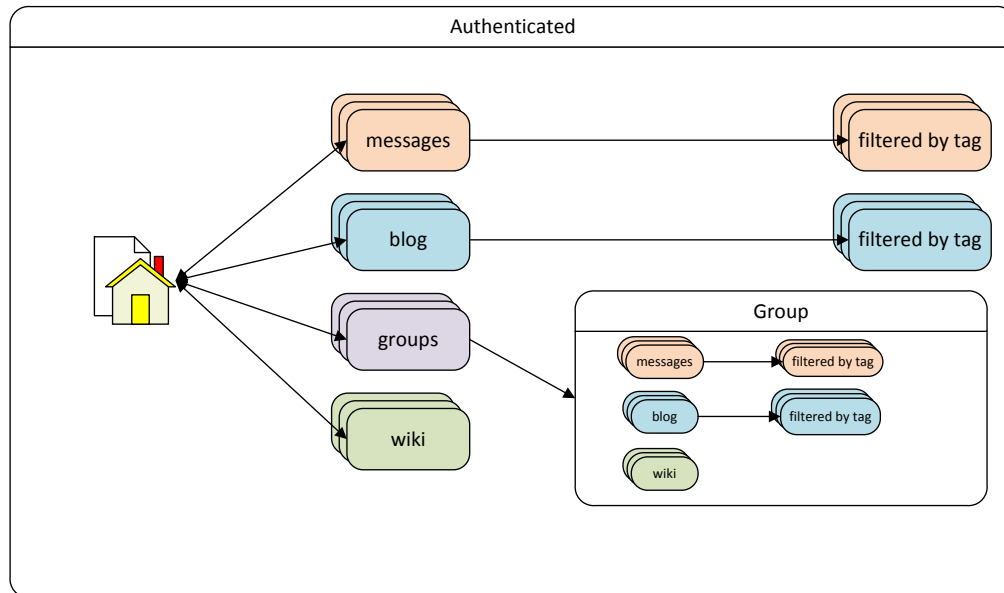 Authenticated
messages
filtered by tag
blog
filtered by tag
groups
wiki
Group
messages
filtered by tag
blog
filtered by tag
wiki